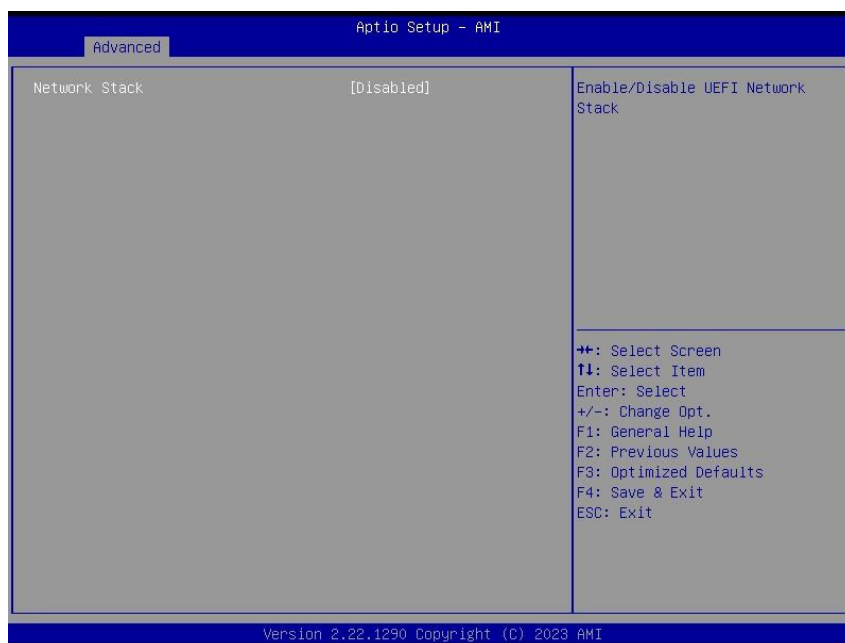 Aptio Setup – AMI
Advanced
Network Stack [Disabled]
Enable/Disable UEFI Network
Stack
→←: Select Screen
↑↓: Select Item
Enter: Select
+/-: Change Opt.
F1: General Help
F2: Previous Values
F3: Optimized Defaults
F4: Save & Exit
ESC: Exit
Version 2.22.1290 Copyright (C) 2023 AMI